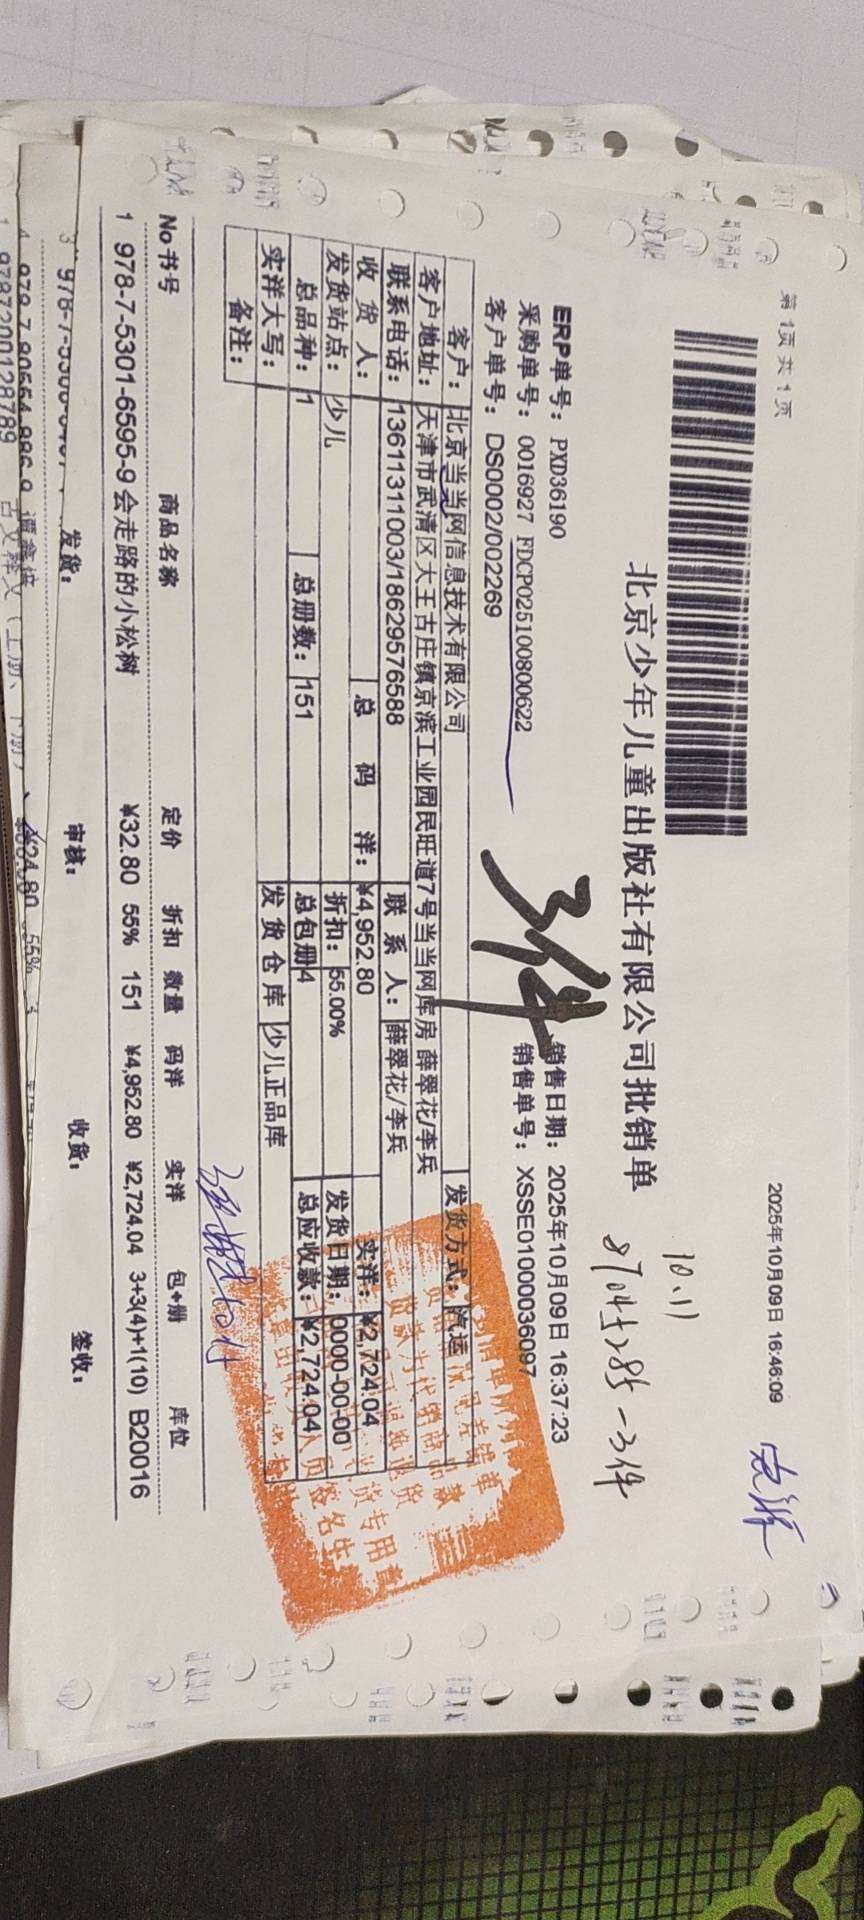 第 1页 共 1 页
2025年10月09日 16:46:09
北京少年儿童出版社有限公司批销单
10.11
87045285-3件
3件
ERP单号： PXD36190
销售日期： 2025年10月09日 16:37:23
采购单号： 0016927 FDCP025100800622
销售单号： XSSE01000036097
客户单号： DS0002/002269
客户： 北京当当网信息技术有限公司 发货方式： 汽运
客户地址： 天津市武清区大王古庄镇京滨工业园民旺道7号当当网库房 薛翠花/李兵
联系电话： 13611311003/18629576588 联 系 人： 薛翠花/李兵
收 货 人： 总 码 洋： ¥4,952.80 实洋： ¥2,724.04
发货站点： 少儿 折扣： 55.00% 发货日期： 0000-00-00
总品种： 1 总册数： 151 总包册 4 总应收款： ¥2,724.04
实洋大写： 发 货 仓 库 少儿正品库
备注：
No 书号 商品名称 定价 折扣 数量 码洋 实洋 包+册 库位
1 978-7-5301-6595-9 会走路的小松树 ¥32.80 55% 151 ¥4,952.80 ¥2,724.04 3+3(4)+1(10) B20016
发货： 审核： 收货： 签收：